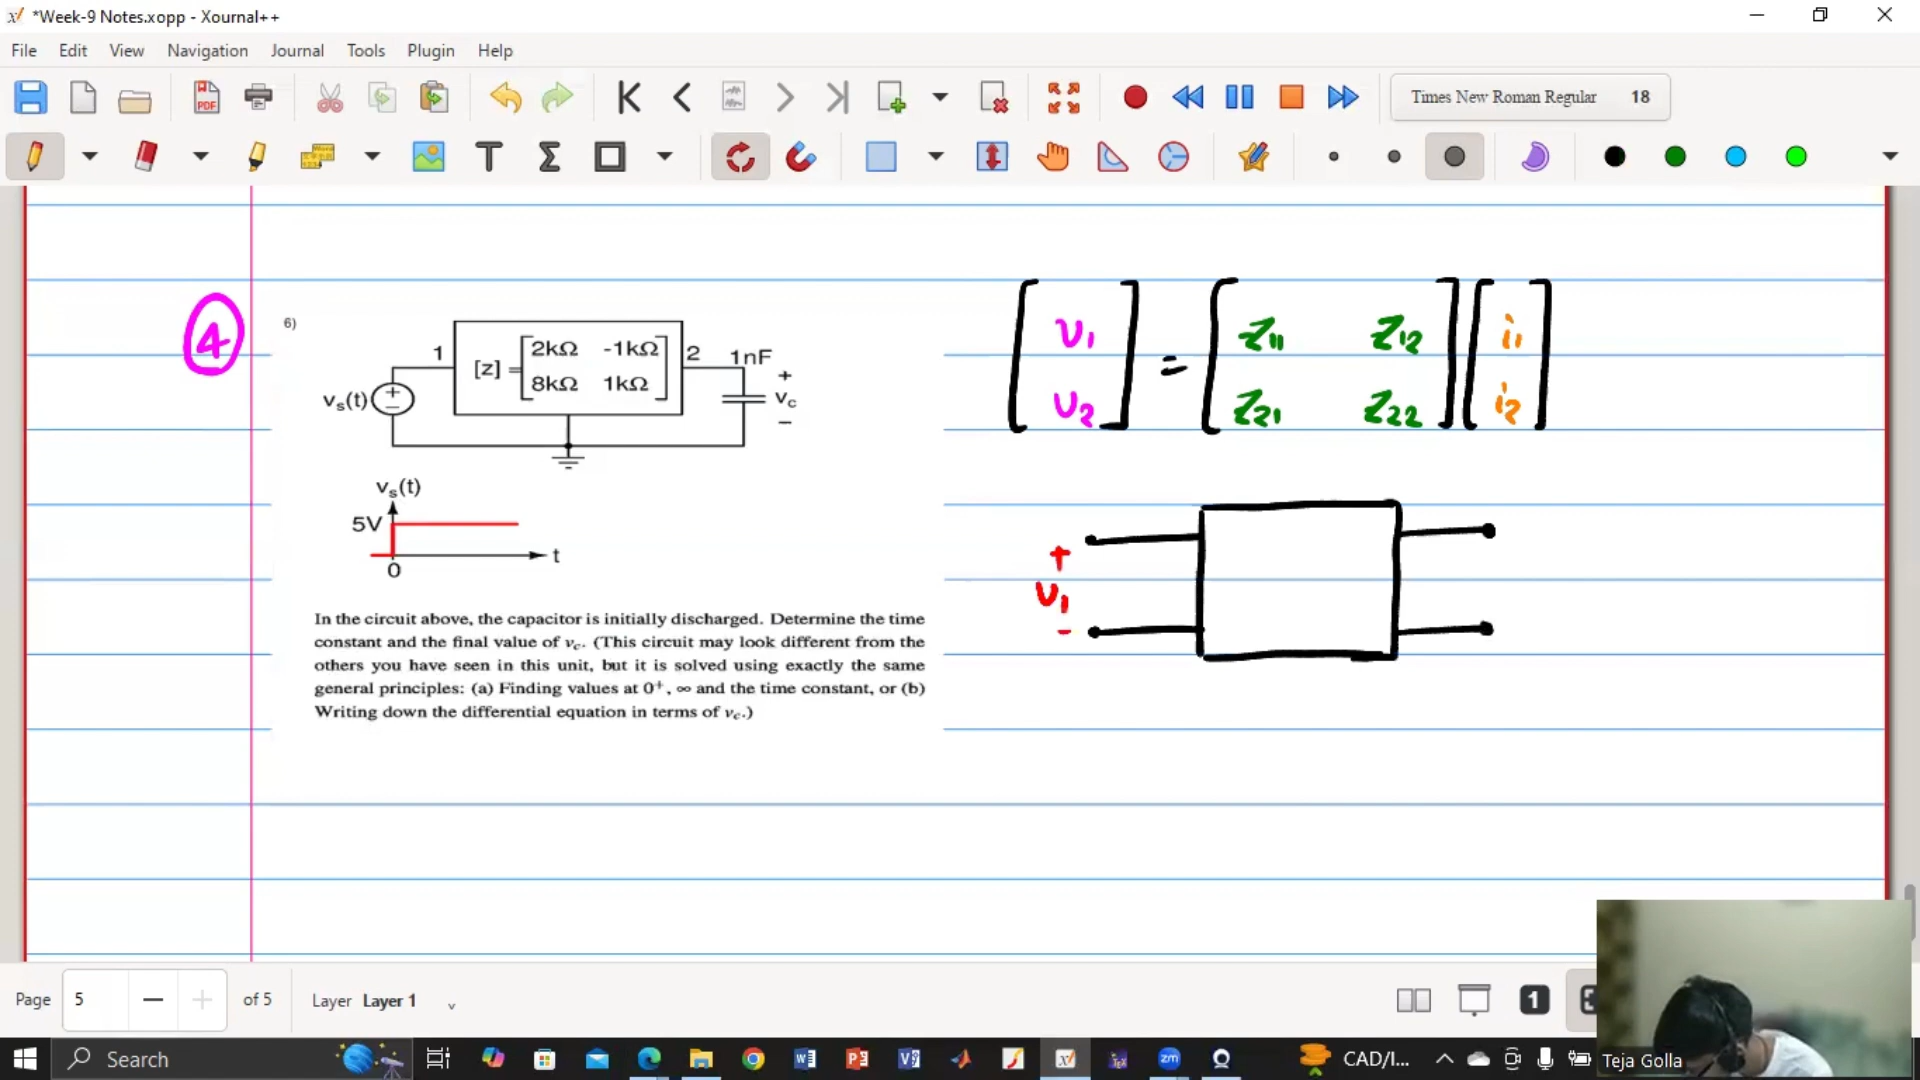 *Week-9 Notes.xopp - Xournal++
File Edit View Navigation Journal Tools Plugin Help
PDF
Times New Roman Regular 18
4
6)
1
[z] =
2kΩ -1kΩ
8kΩ 1kΩ
2 1nF
vs(t)
+
−
+
vc
−
vs(t)
5V
t
0
In the circuit above, the capacitor is initially discharged. Determine the time
constant and the final value of vc. (This circuit may look different from the
others you have seen in this unit, but it is solved using exactly the same
general principles: (a) Finding values at 0⁺, ∞ and the time constant, or (b)
Writing down the differential equation in terms of vc.)
v1 = z11 z12 i1
v2 z21 z22 i2
+
v1
-
Page 5 of 5 Layer Layer 1
1
Search
CAD/I...
Teja Golla